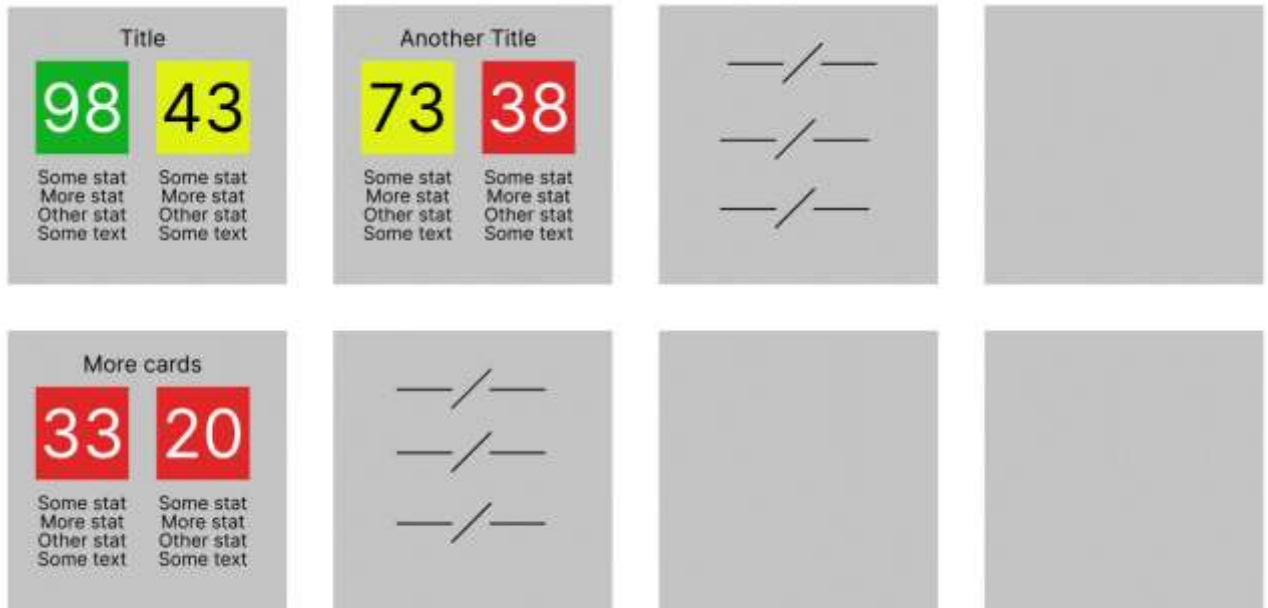 Title
98 43
Some stat Some stat
More stat More stat
Other stat Other stat
Some text Some text
Another Title
73 38
Some stat Some stat
More stat More stat
Other stat Other stat
Some text Some text
More cards
33 20
Some stat Some stat
More stat More stat
Other stat Other stat
Some text Some text